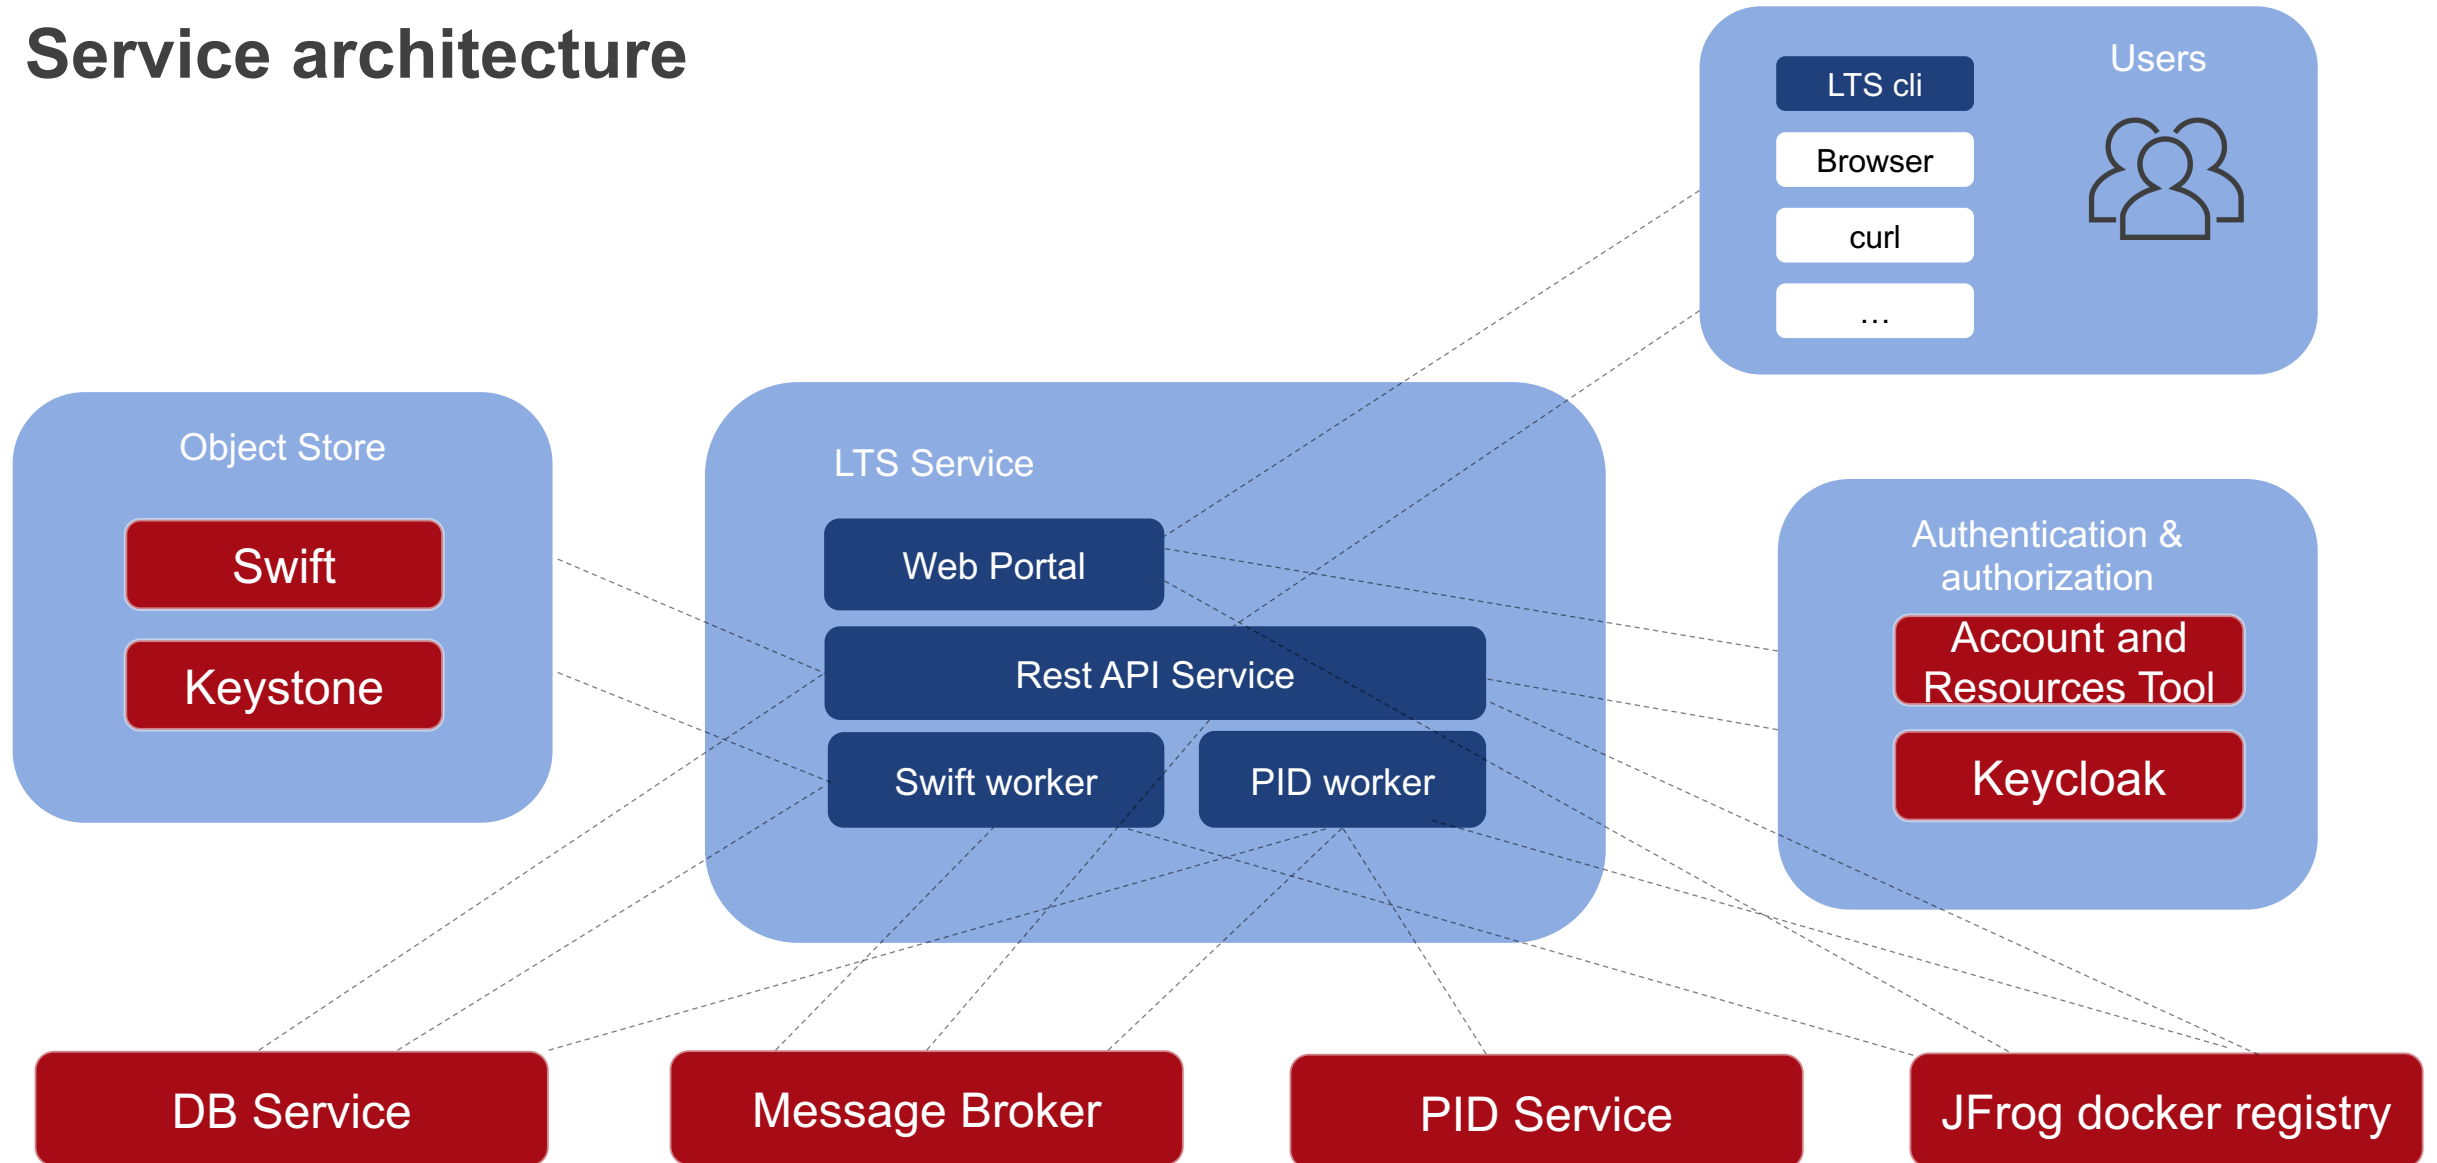 Service architecture
Users
LTS cli
Browser
curl
…
Object Store
Swift
Keystone
LTS Service
Web Portal
Rest API Service
Swift worker
PID worker
Authentication &
authorization
Account and
Resources Tool
Keycloak
DB Service
Message Broker
PID Service
JFrog docker registry